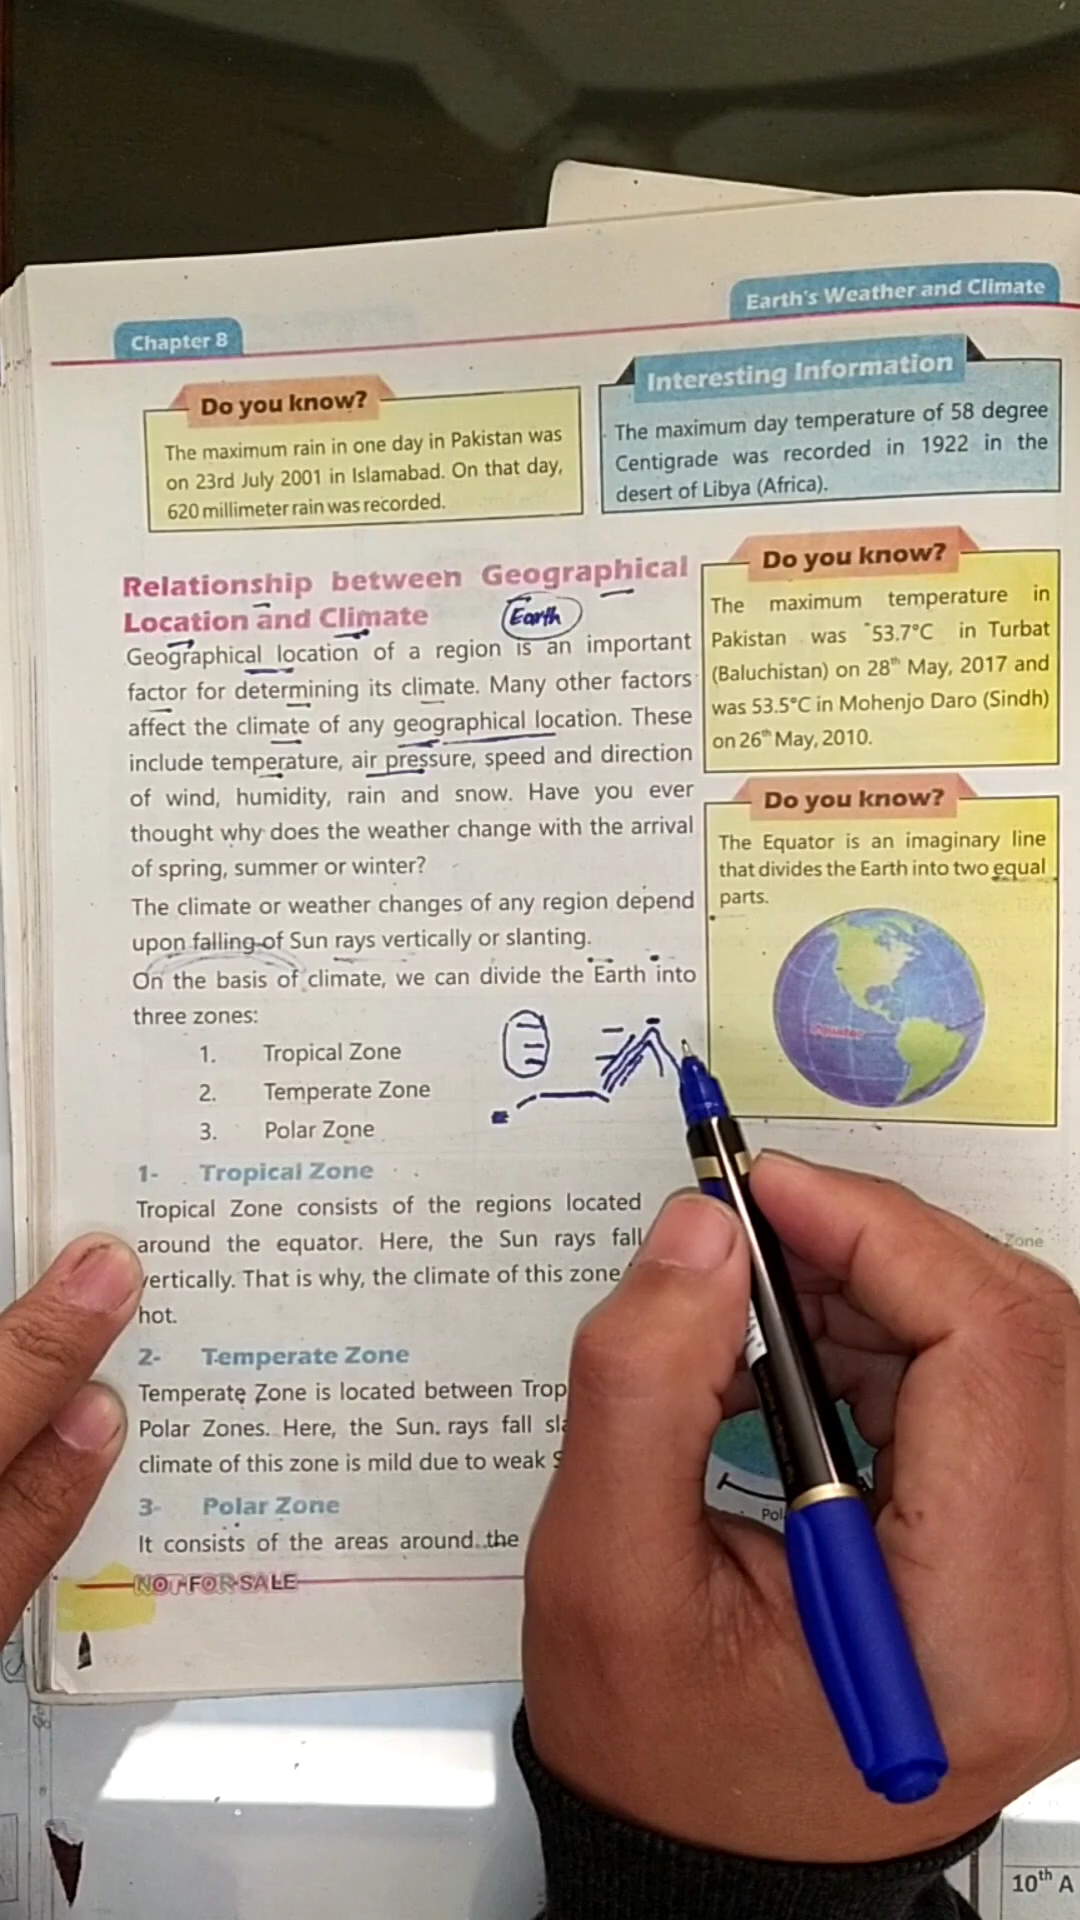 Earth's Weather and Climate
Chapter 8
Do you know?
The maximum rain in one day in Pakistan was
on 23rd July 2001 in Islamabad. On that day,
620 millimeter rain was recorded.
Interesting Information
The maximum day temperature of 58 degree
Centigrade was recorded in 1922 in the
desert of Libya (Africa).
Relationship between Geographical
Location and Climate
Earth
Geographical location of a region is an important
factor for determining its climate. Many other factors
affect the climate of any geographical location. These
include temperature, air pressure, speed and direction
of wind, humidity, rain and snow. Have you ever
thought why does the weather change with the arrival
of spring, summer or winter?
The climate or weather changes of any region depend
upon falling of Sun rays vertically or slanting.
On the basis of climate, we can divide the Earth into
three zones:
1. Tropical Zone
2. Temperate Zone
3. Polar Zone
1- Tropical Zone
Tropical Zone consists of the regions located
around the equator. Here, the Sun rays fall
vertically. That is why, the climate of this zone
hot.
2- Temperate Zone
Temperate Zone is located between Trop
Polar Zones. Here, the Sun. rays fall sla
climate of this zone is mild due to weak S
3- Polar Zone
It consists of the areas around the
NOT FOR SALE
Do you know?
The maximum temperature in
Pakistan was 53.7°C in Turbat
(Baluchistan) on 28th May, 2017 and
was 53.5°C in Mohenjo Daro (Sindh)
on 26th May, 2010.
Do you know?
The Equator is an imaginary line
that divides the Earth into two equal
parts.
Equator
Zone
Pol
10th A